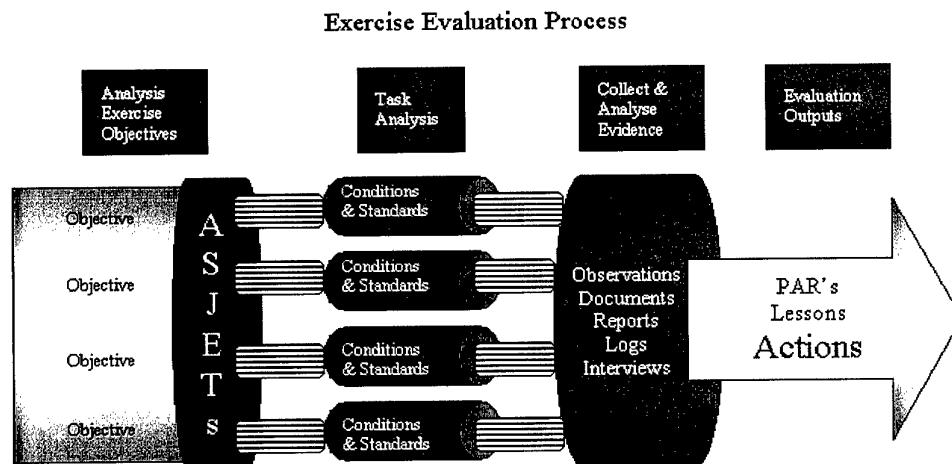 Exercise Evaluation Process
Analysis
Exercise
Objectives
Task
Analysis
Collect &
Analyse
Evidence
Evaluation
Outputs
Objective
Objective
Objective
Objective
A
S
J
E
T
s
Conditions
& Standards
Conditions
& Standards
Conditions
& Standards
Conditions
& Standards
Observations
Documents
Reports
Logs
Interviews
PAR's
Lessons
Actions